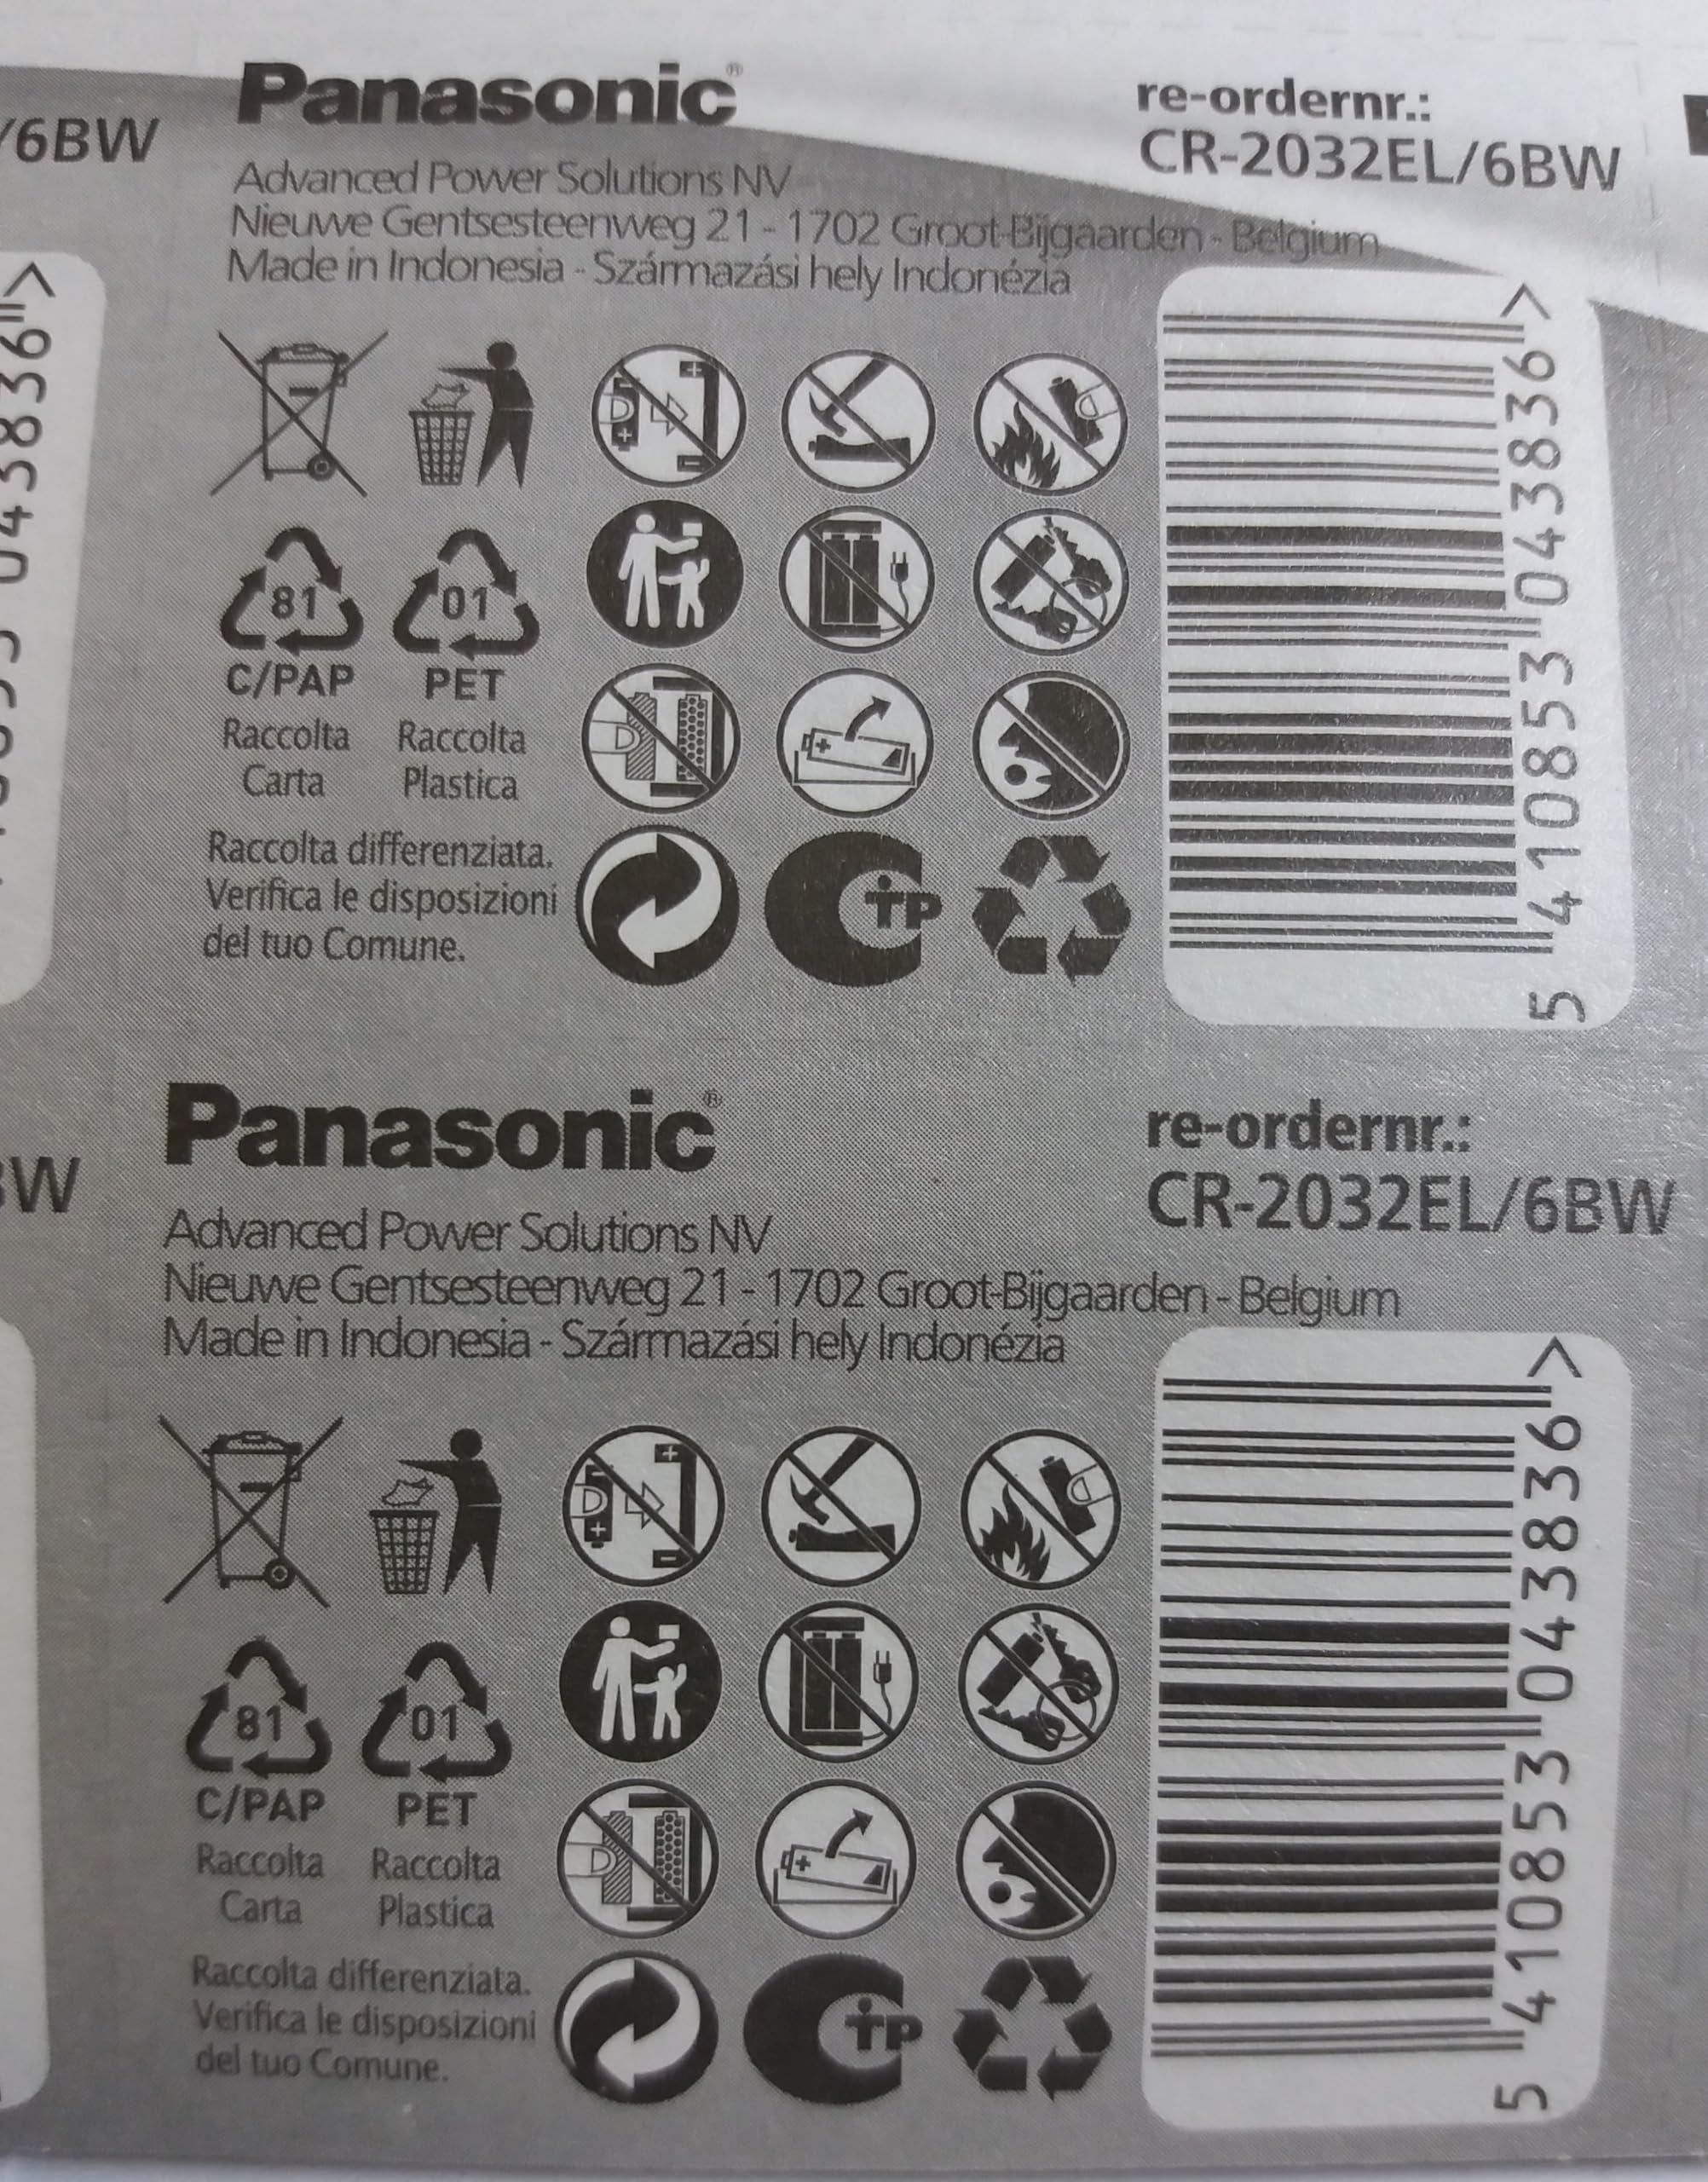 Panasonic®
re-ordernr.:
/6BW
CR-2032EL/6BW
Advanced Power Solutions NV
Nieuwe Gentsesteenweg 21 - 1702 Groot-Bijgaarden - Belgium
Made in Indonesia - Származási hely Indonézia
81
01
C/PAP
PET
Raccolta
Carta
Raccolta
Plastica
Raccolta differenziata.
Verifica le disposizioni
del tuo Comune.
5 410853 043836 >
043836 >
Panasonic®
re-ordernr.:
BW
CR-2032EL/6BW
Advanced Power Solutions NV
Nieuwe Gentsesteenweg 21 - 1702 Groot-Bijgaarden - Belgium
Made in Indonesia - Származási hely Indonézia
81
01
C/PAP
PET
Raccolta
Carta
Raccolta
Plastica
Raccolta differenziata.
Verifica le disposizioni
del tuo Comune.
5 410853 043836 >